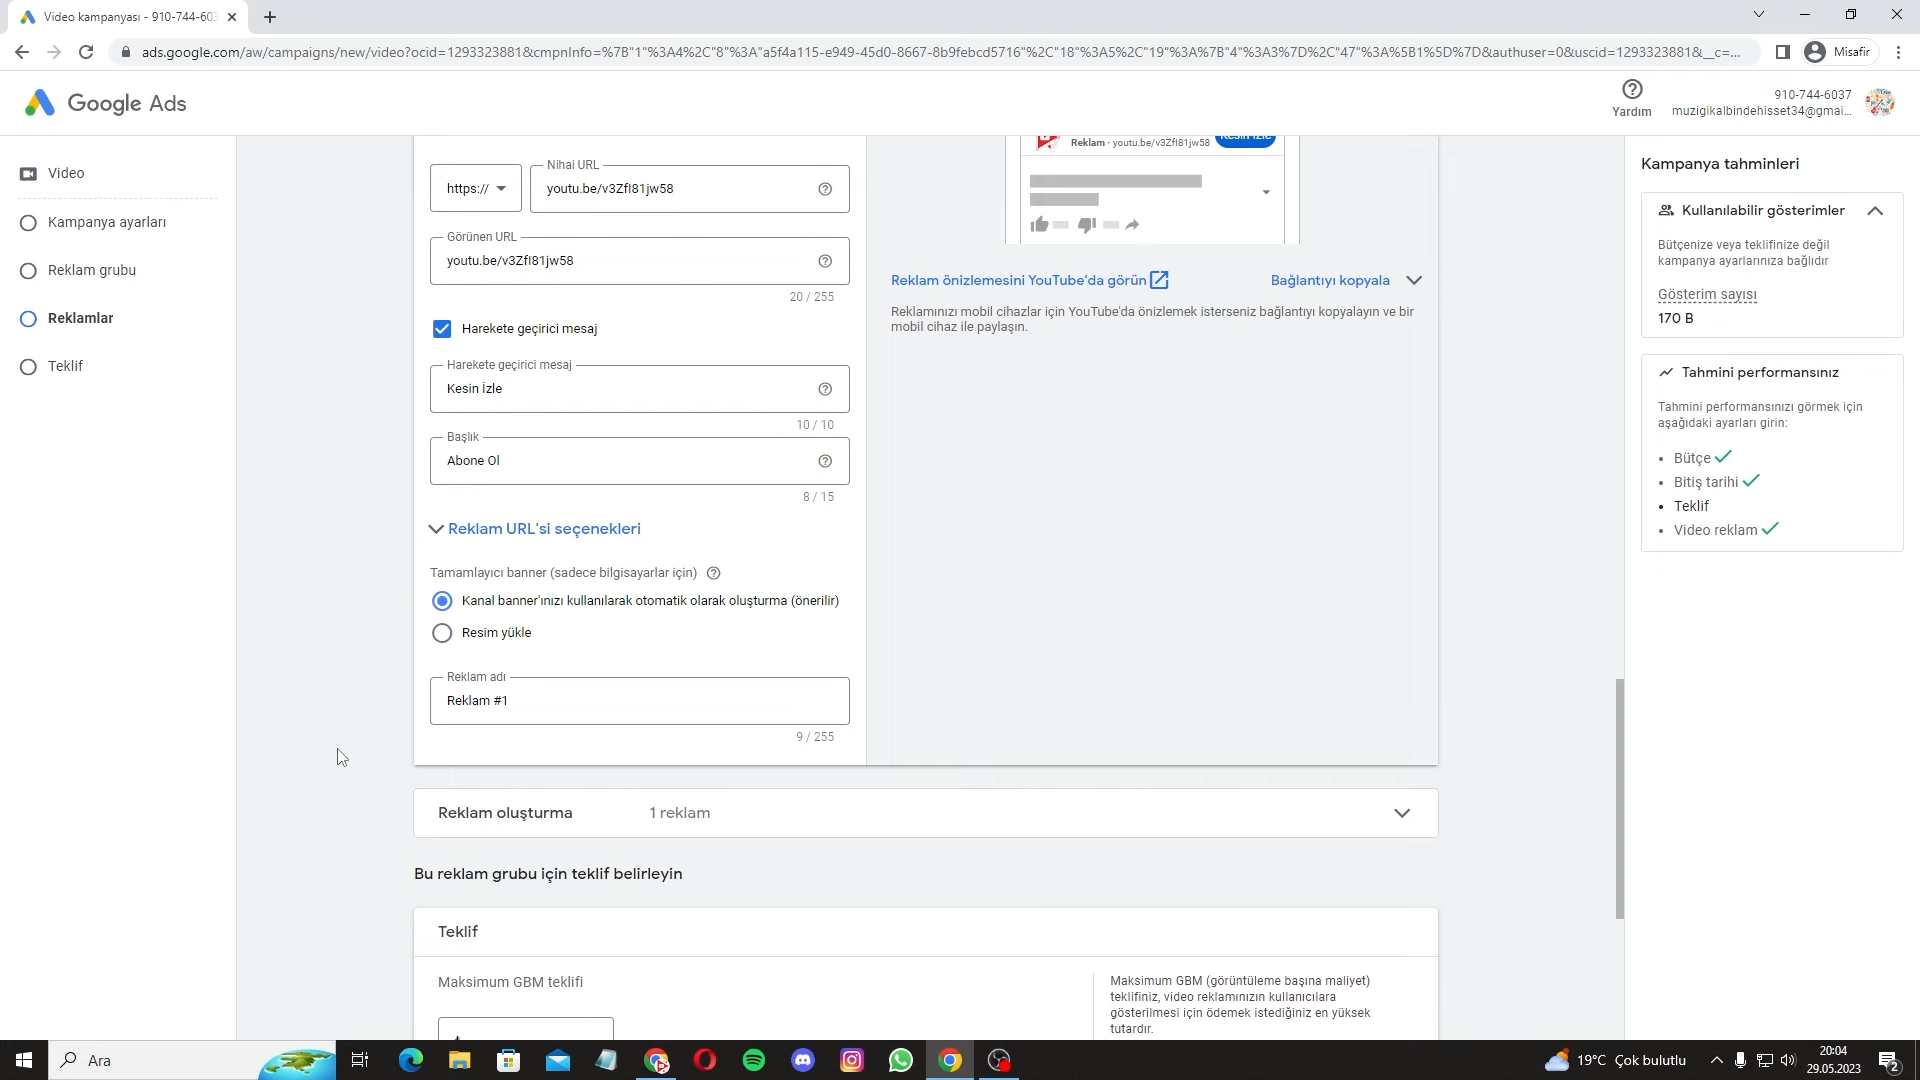 Video kampanyası - 910-744-603
ads.google.com/aw/campaigns/new/video?ocid=1293323881&cmpnInfo=%7B"1"%3A4%2C"8"%3A"a5f4a115-e949-45d0-8667-8b9febcd5716"%2C"18"%3A5%2C"19"%3A%7B"4"%3A3%7D%2C"47"%3A%5B1%5D%7D&authuser=0&uscid=1293323881&__c=...
Misafir
Google Ads
Yardım
910-744-6037
muzigikalbindehisset34@gmai...
Video
Kampanya ayarları
Reklam grubu
Reklamlar
Teklif
https://
Nihai URL
youtu.be/v3Zfl81jw58
Görünen URL
youtu.be/v3Zfl81jw58
20 / 255
Harekete geçirici mesaj
Harekete geçirici mesaj
Kesin İzle
10 / 10
Başlık
Abone Ol
8 / 15
Reklam URL'si seçenekleri
Tamamlayıcı banner (sadece bilgisayarlar için)
Kanal banner'ınızı kullanılarak otomatik olarak oluşturma (önerilir)
Resim yükle
Reklam adı
Reklam #1
9 / 255
Kesin İzle
Reklam · youtu.be/v3Zfl81jw58
Reklam önizlemesini YouTube'da görün
Bağlantıyı kopyala
Reklamınızı mobil cihazlar için YouTube'da önizlemek isterseniz bağlantıyı kopyalayın ve bir
mobil cihaz ile paylaşın.
Reklam oluşturma
1 reklam
Bu reklam grubu için teklif belirleyin
Teklif
Maksimum GBM teklifi
Maksimum GBM (görüntüleme başına maliyet)
teklifiniz, video reklamınızın kullanıcılara
gösterilmesi için ödemek istediğiniz en yüksek
tutardır.
Kampanya tahminleri
Kullanılabilir gösterimler
Bütçenize veya teklifinize değil
kampanya ayarlarınıza bağlıdır
Gösterim sayısı
170 B
Tahmini performansınız
Tahmini performansınızı görmek için
aşağıdaki ayarları girin:
• Bütçe
• Bitiş tarihi
• Teklif
• Video reklam
Ara
19°C Çok bulutlu
20:04
29.05.2023
2